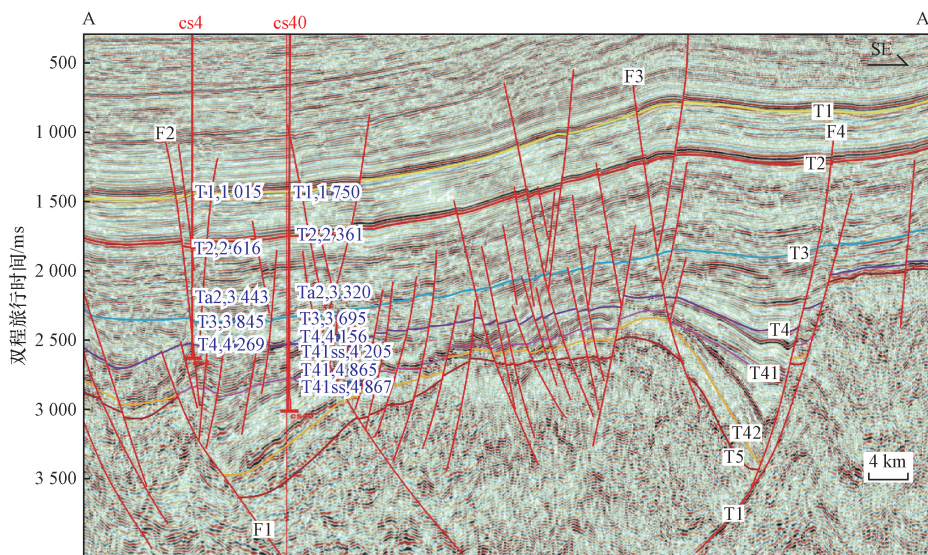 A
cs4
cs40
A
500
1 000
1 500
2 000
2 500
3 000
3 500
双程旅行时间/ms
SE
F2
F3
T1
F4
T2
T1,1 015
T1,1 750
T2,2 616
T2,2 361
T3
Ta2,3 443
Ta2,3 320
T3,3 845
T3,3 695
T4,4 269
T4,4 156
T41ss,4 205
T41,4 865
T41ss,4 867
T4
T41
T42
T5
4 km
T1
F1